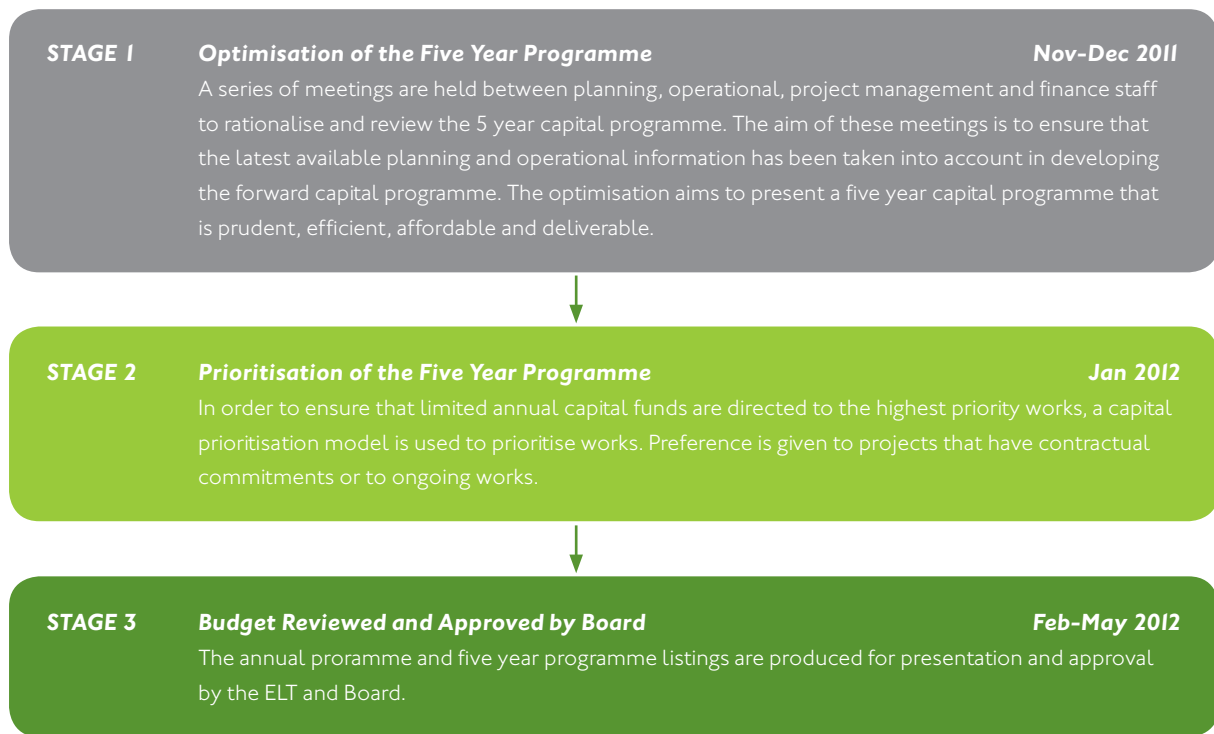 STAGE 1 Optimisation of the Five Year Programme Nov-Dec 2011
A series of meetings are held between planning, operational, project management and finance staff
to rationalise and review the 5 year capital programme. The aim of these meetings is to ensure that
the latest available planning and operational information has been taken into account in developing
the forward capital programme. The optimisation aims to present a five year capital programme that
is prudent, efficient, affordable and deliverable.
STAGE 2 Prioritisation of the Five Year Programme Jan 2012
In order to ensure that limited annual capital funds are directed to the highest priority works, a capital
prioritisation model is used to prioritise works. Preference is given to projects that have contractual
commitments or to ongoing works.
STAGE 3 Budget Reviewed and Approved by Board Feb-May 2012
The annual proramme and five year programme listings are produced for presentation and approval
by the ELT and Board.